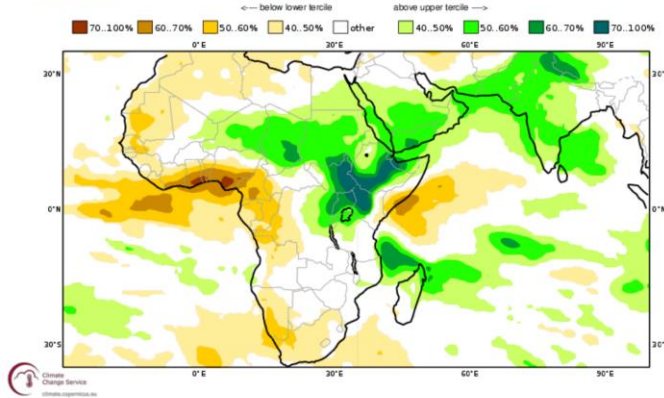 <--- below lower tercile above upper tercile --->
70..100% 60..70% 50..60% 40..50% other 40..50% 50..60% 60..70% 70..100%
0°E 30°E 60°E 90°E
30°N 30°
0°N 0°
30°S 30°
0°E 30°E 60°E 90°E
Climate
Change Service
climate.copernicus.eu